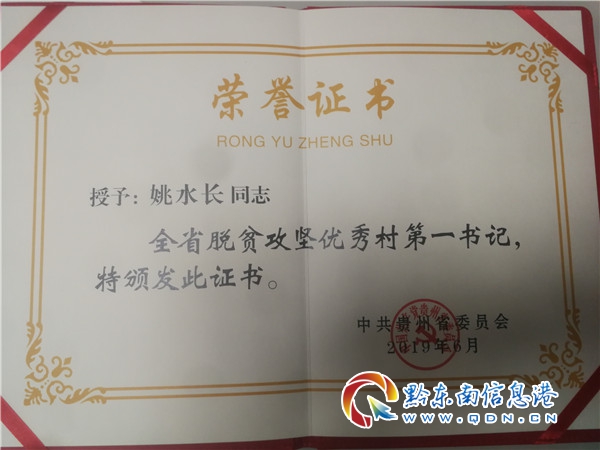 荣誉证书
RONG YU ZHENG SHU
授予：姚水长同志
全省脱贫攻坚优秀村第一书记，
特颁发此证书。
中共贵州省委员会
2019年6月
黔东南信息港
WWW.QDN.CN